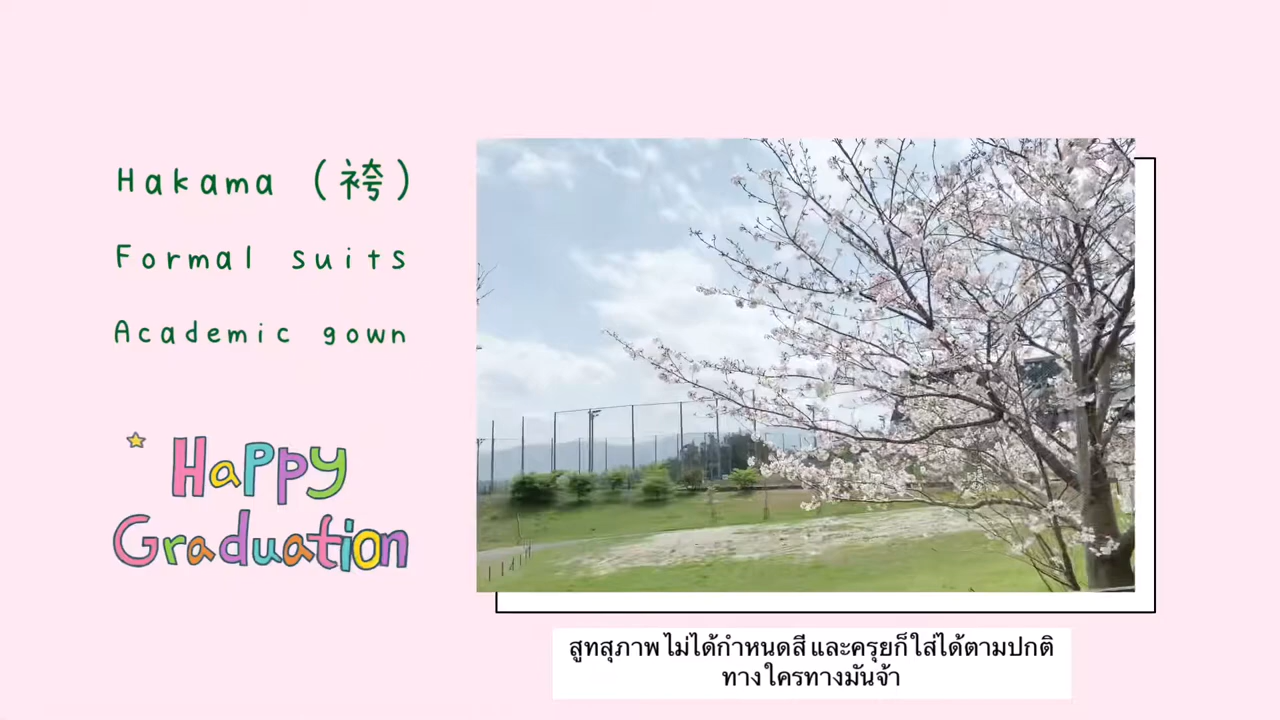 Hakama (袴)
Formal suits
Academic gown
Happy
Graduation
สูทสุภาพ ไม่ได้กำหนดสี และครุยก็ใส่ได้ตามปกติ
ทางใครทางมันจ้า